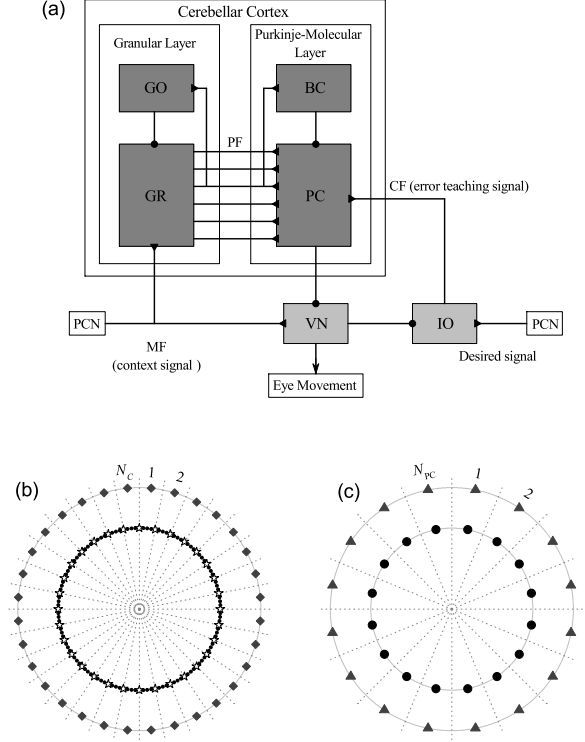 (a)
Cerebellar Cortex
Granular Layer
Purkinje-Molecular
Layer
GO
BC
PF
GR
PC
CF (error teaching signal)
PCN
VN
IO
PCN
MF
(context signal )
Desired signal
Eye Movement
(b)
N_C 1 2
(c)
N_PC 1 2